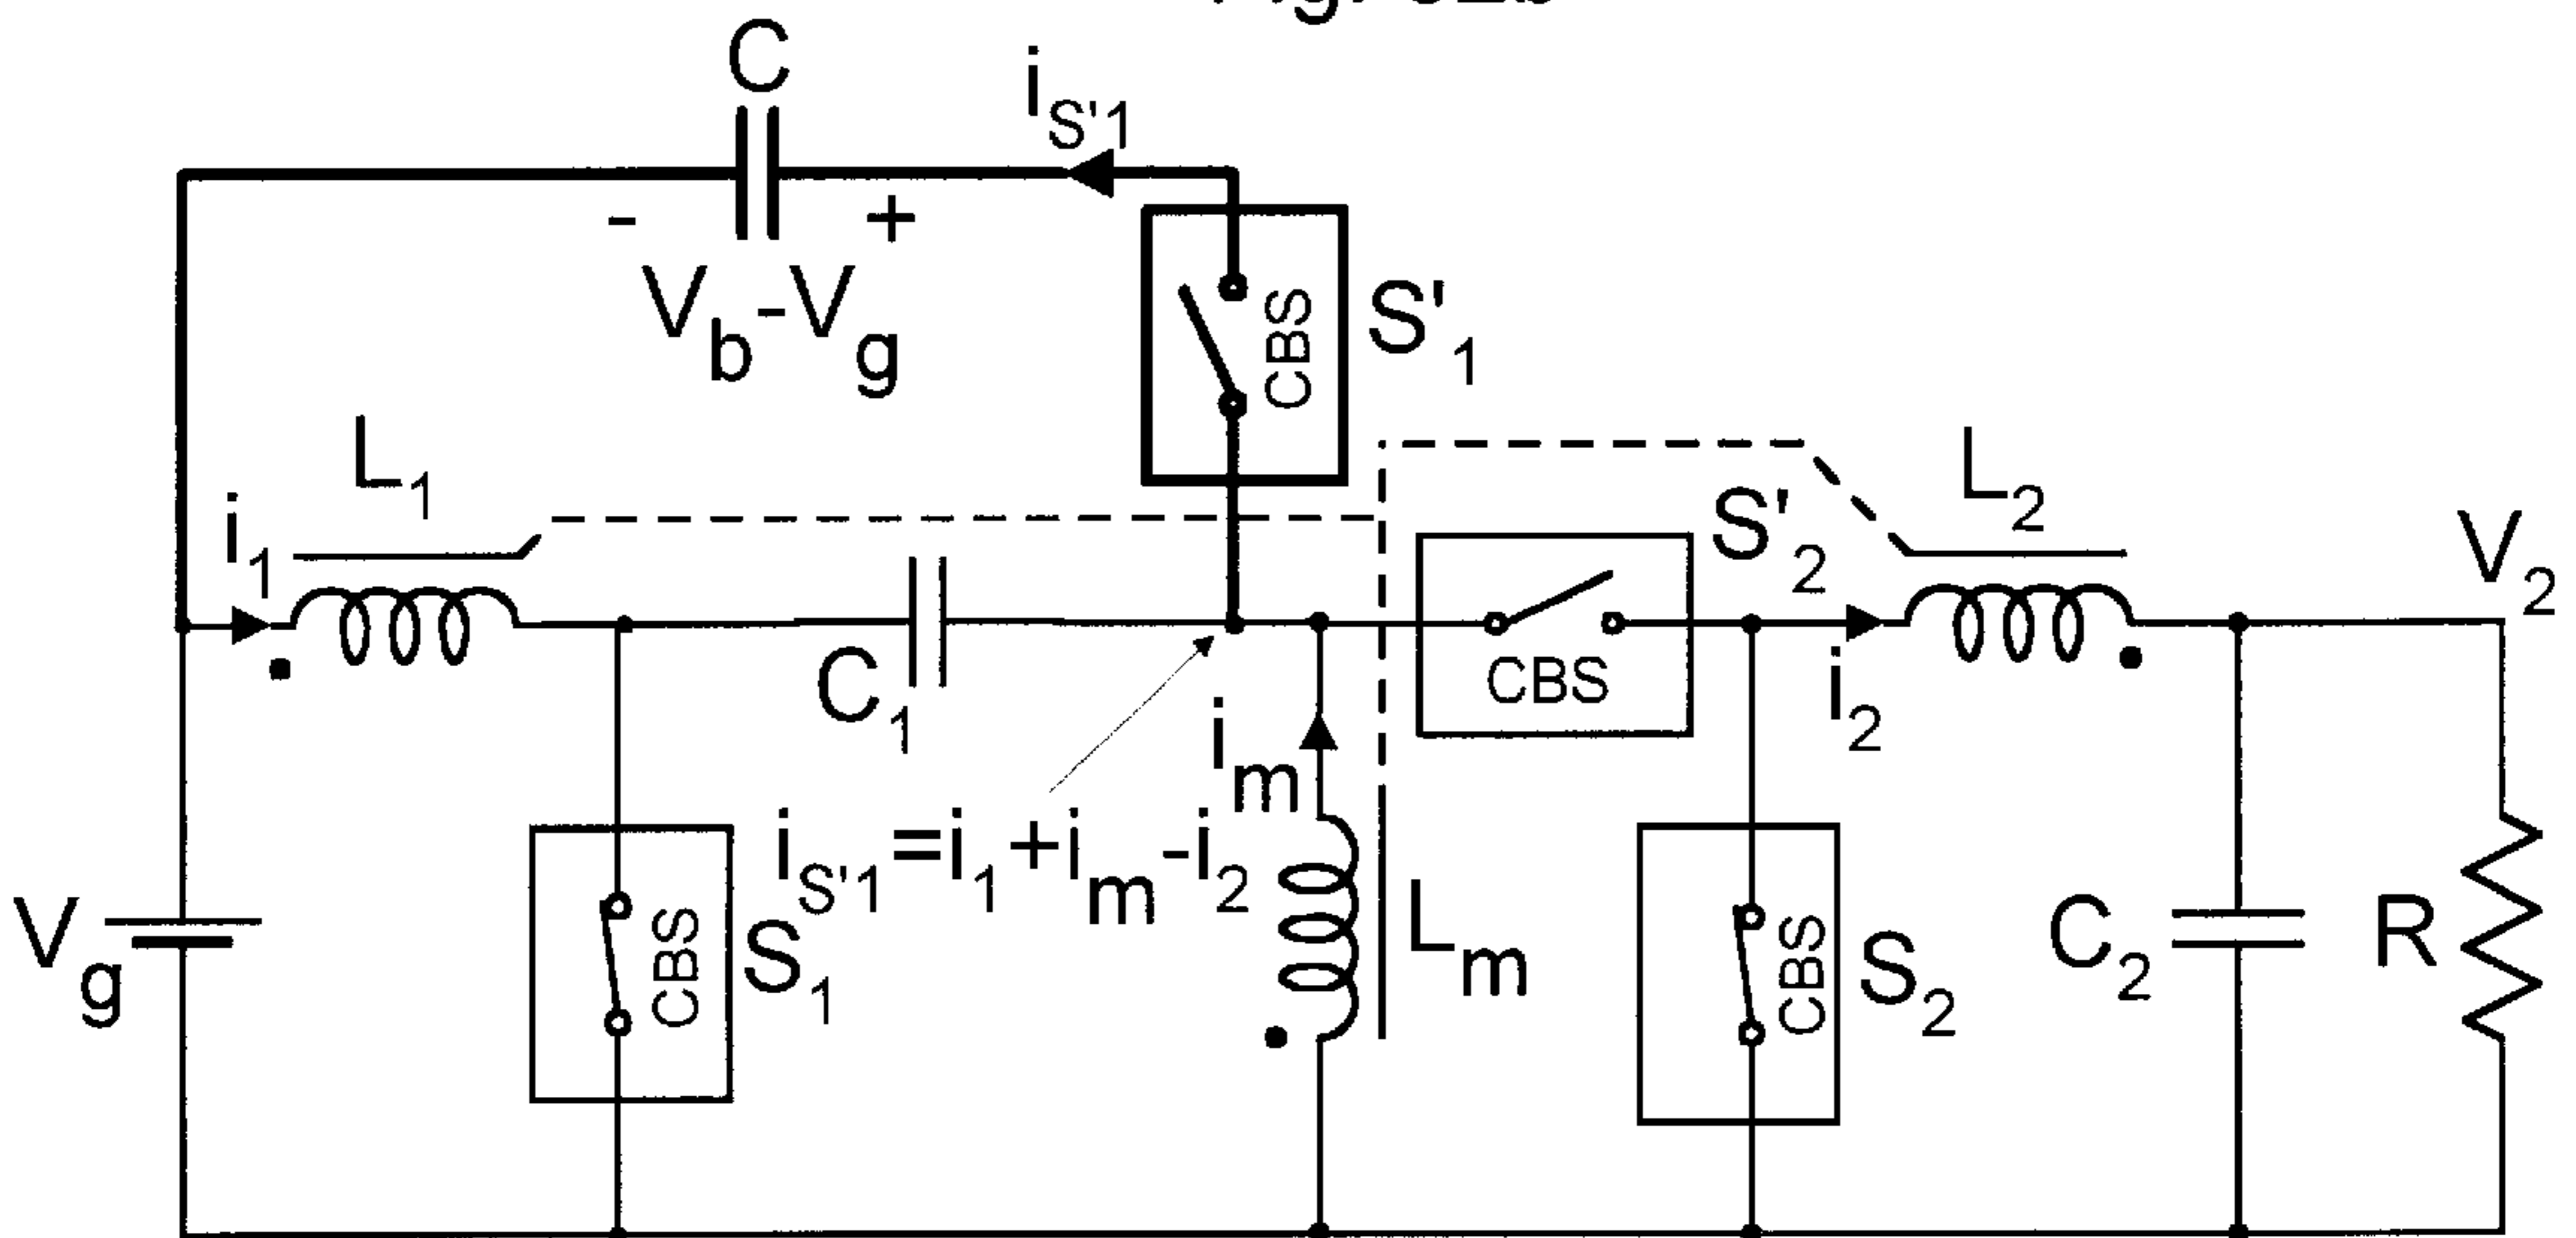 C
i_S'1
- +
V_b-V_g
CBS
S'_1
L_1
i_1
S'_2
L_2
V_2
C_1
CBS
i_m
i_2
i_S'1=i_1+i_m-i_2
V_g
CBS
S_1
L_m
CBS
S_2
C_2
R